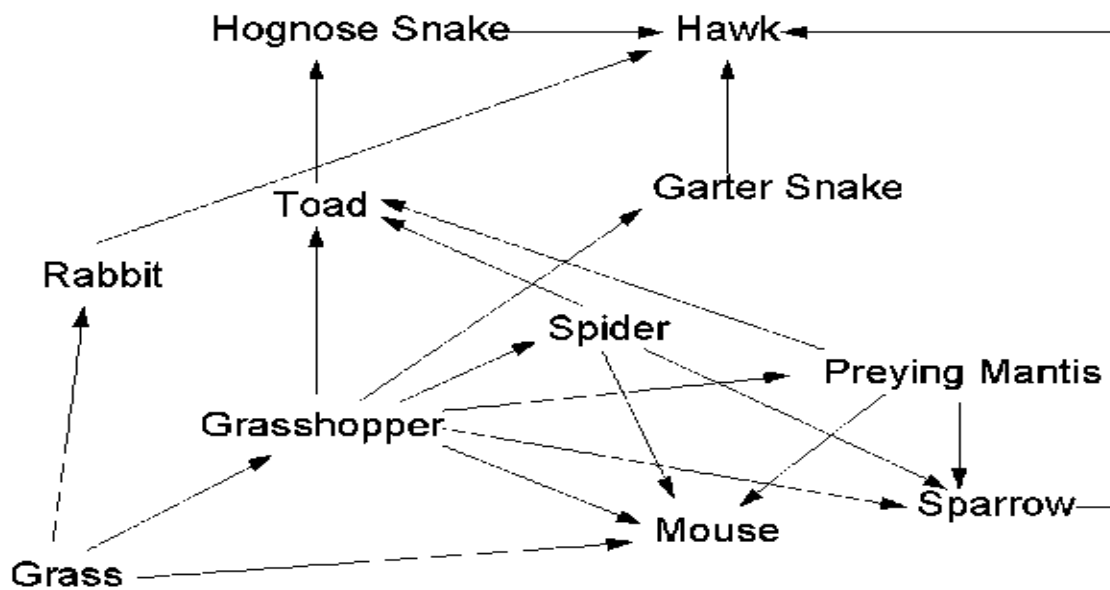 Hognose Snake
Hawk
Toad
Garter Snake
Rabbit
Spider
Preying Mantis
Grasshopper
Sparrow
Mouse
Grass